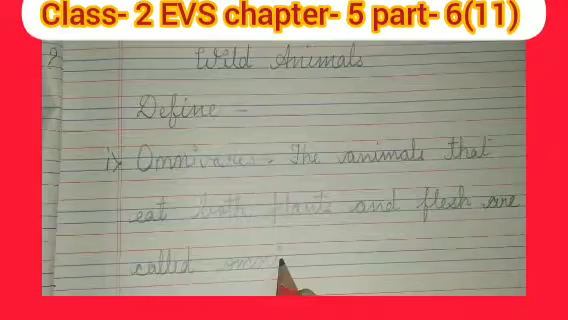 Class- 2 EVS chapter- 5 part- 6(11)
Wild Animals
Define -
i> Omnivores - The animals that
eat both plants and flesh are
called omni